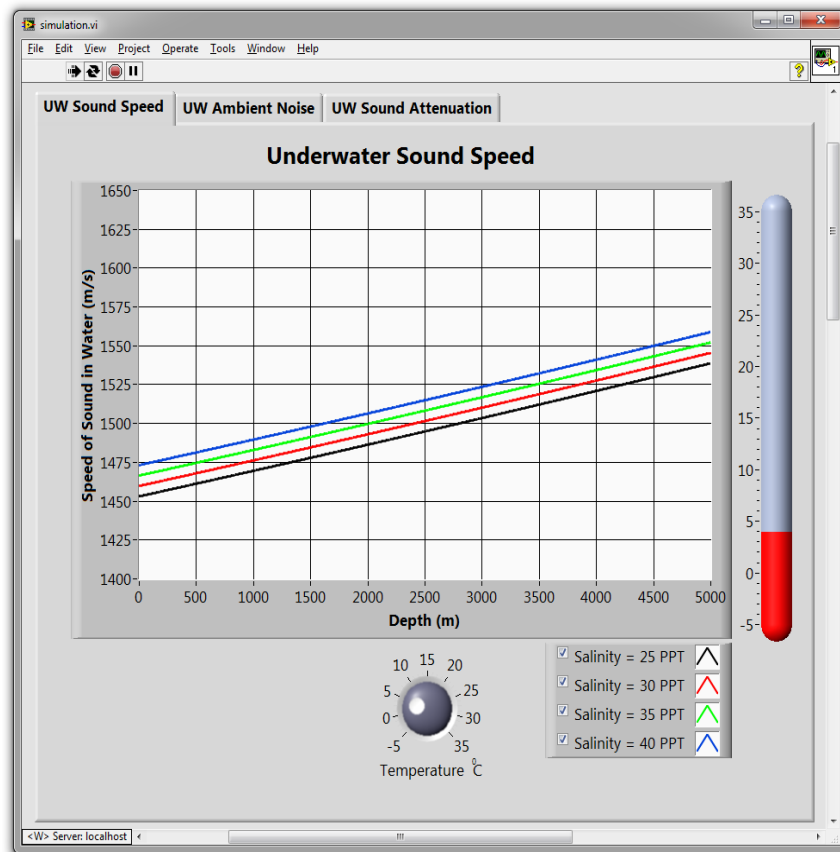 simulation.vi
File Edit View Project Operate Tools Window Help
?
1
UW Sound Speed UW Ambient Noise UW Sound Attenuation
Underwater Sound Speed
Speed of Sound in Water (m/s)
1650
1625
1600
1575
1550
1525
1500
1475
1450
1425
1400
0 500 1000 1500 2000 2500 3000 3500 4000 4500 5000
Depth (m)
35
30
25
20
15
10
5
0
-5
-5 0 5 10 15 20 25 30 35
Temperature °C
Salinity = 25 PPT
Salinity = 30 PPT
Salinity = 35 PPT
Salinity = 40 PPT
<W> Server: localhost